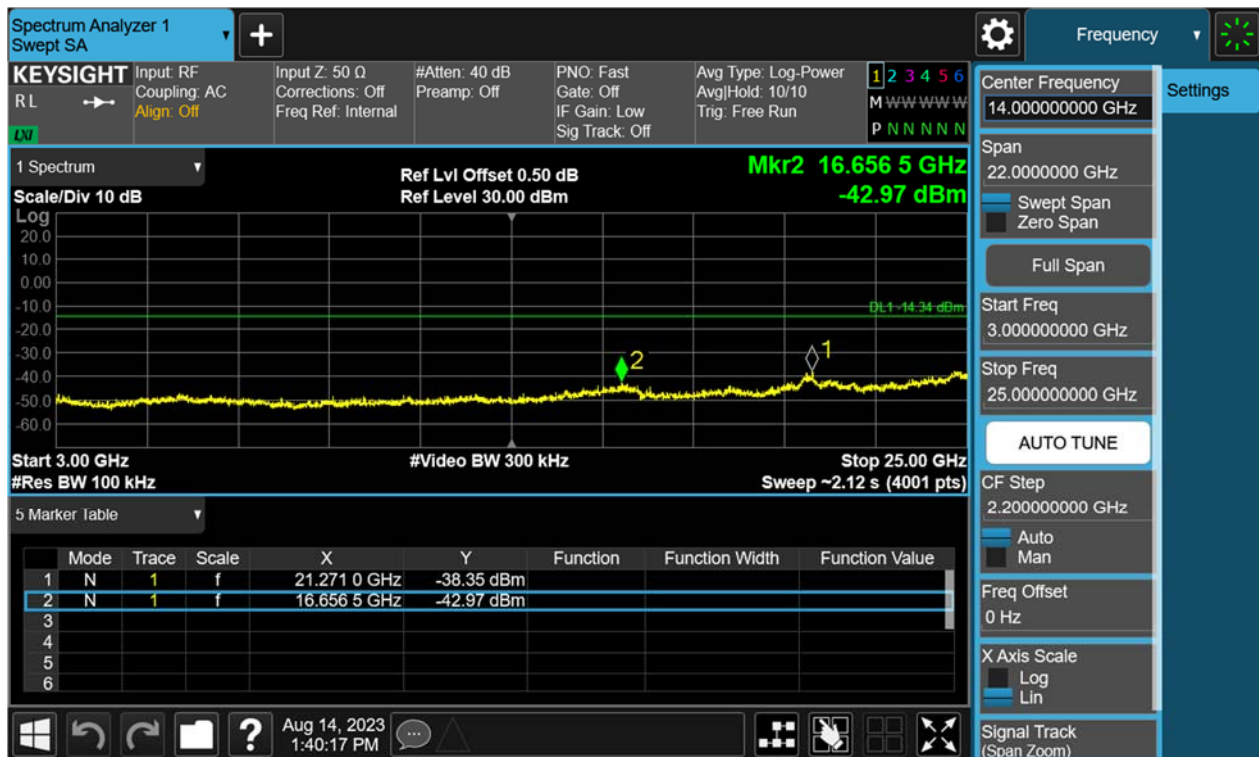 Spectrum Analyzer 1
Swept SA
Frequency
KEYSIGHT
RL
LXI
Input: RF
Coupling: AC
Align: Off
Input Z: 50 Ω
Corrections: Off
Freq Ref: Internal
#Atten: 40 dB
Preamp: Off
PNO: Fast
Gate: Off
IF Gain: Low
Sig Track: Off
Avg Type: Log-Power
Avg|Hold: 10/10
Trig: Free Run
1 2 3 4 5 6
M W W W W W
P N N N N N
1 Spectrum
Scale/Div 10 dB
Ref Lvl Offset 0.50 dB
Ref Level 30.00 dBm
Mkr2 16.656 5 GHz
-42.97 dBm
Log
20.0
10.0
0.00
-10.0
-20.0
-30.0
-40.0
-50.0
-60.0
DL1 -14.34 dBm
2
1
Start 3.00 GHz
#Video BW 300 kHz
Stop 25.00 GHz
#Res BW 100 kHz
Sweep ~2.12 s (4001 pts)
5 Marker Table
Mode Trace Scale X Y Function Function Width Function Value
1 N 1 f 21.271 0 GHz -38.35 dBm
2 N 1 f 16.656 5 GHz -42.97 dBm
3
4
5
6
Aug 14, 2023
1:40:17 PM
Settings
Center Frequency
14.000000000 GHz
Span
22.0000000 GHz
Swept Span
Zero Span
Full Span
Start Freq
3.000000000 GHz
Stop Freq
25.000000000 GHz
AUTO TUNE
CF Step
2.200000000 GHz
Auto
Man
Freq Offset
0 Hz
X Axis Scale
Log
Lin
Signal Track
(Span Zoom)